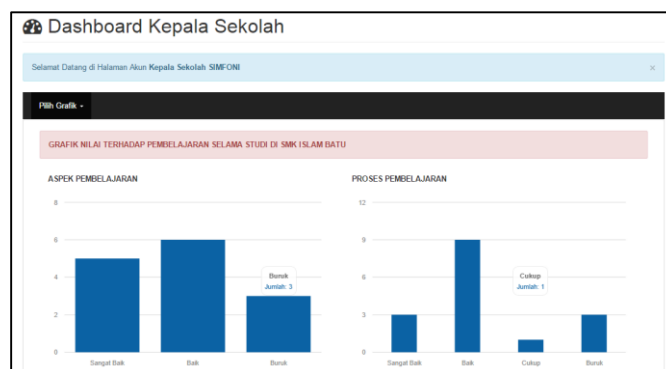 Dashboard Kepala Sekolah
Selamat Datang di Halaman Akun Kepala Sekolah SIMFONI ×
Pilih Grafik
GRAFIK NILAI TERHADAP PEMBELAJARAN SELAMA STUDI DI SMK ISLAM BATU
ASPEK PEMBELAJARAN
8
6
4
2
0
Buruk
Jumlah: 3
Sangat Baik Baik Buruk
PROSES PEMBELAJARAN
12
9
6
3
0
Cukup
Jumlah: 1
Sangat Baik Baik Cukup Buruk